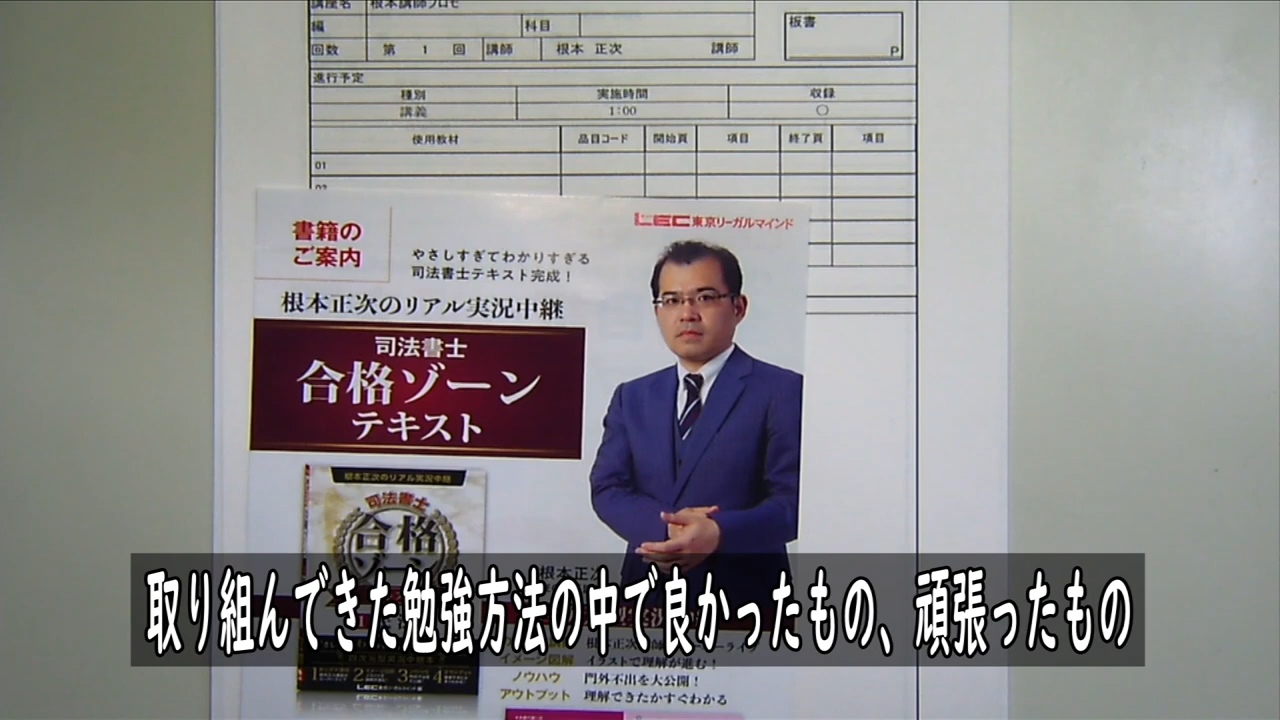 講座名 根本講師プロモ
編 科目
回数 第 1 回 講師 根本 正次 講師
板書
P
進行予定
種別 実施時間 収録
講義 1:00 ○
使用教材 品目コード 開始頁 項目 終了頁 項目
01
02
書籍の
ご案内
LEC東京リーガルマインド
やさしすぎてわかりすぎる
司法書士テキスト完成！
根本正次のリアル実況中継
司法書士
合格ゾーン
テキスト
根本正次のリアル実況中継
司法書士
合格
根本正次
取り組んできた勉強方法の中で良かったもの、頑張ったもの
イメージ図解 イラストで理解が進む！
ノウハウ 門外不出を大公開！
アウトプット 理解できたかすぐわかる
1 2 3 4
LEC